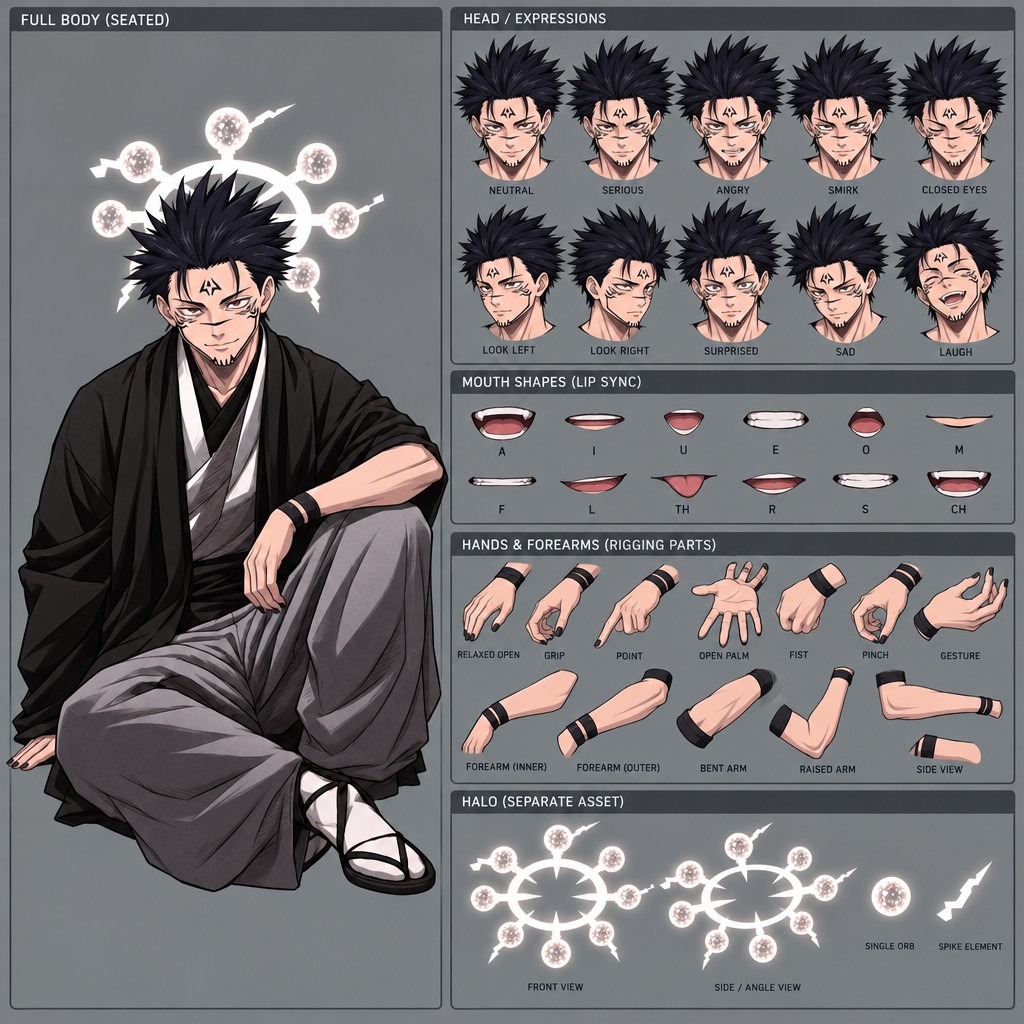 FULL BODY (SEATED)
HEAD / EXPRESSIONS
NEUTRAL
SERIOUS
ANGRY
SMIRK
CLOSED EYES
LOOK LEFT
LOOK RIGHT
SURPRISED
SAD
LAUGH
MOUTH SHAPES (LIP SYNC)
A
I
U
E
O
M
F
L
TH
R
S
CH
HANDS & FOREARMS (RIGGING PARTS)
RELAXED OPEN
GRIP
POINT
OPEN PALM
FIST
PINCH
GESTURE
FOREARM (INNER)
FOREARM (OUTER)
BENT ARM
RAISED ARM
SIDE VIEW
HALO (SEPARATE ASSET)
FRONT VIEW
SIDE / ANGLE VIEW
SINGLE ORB
SPIKE ELEMENT